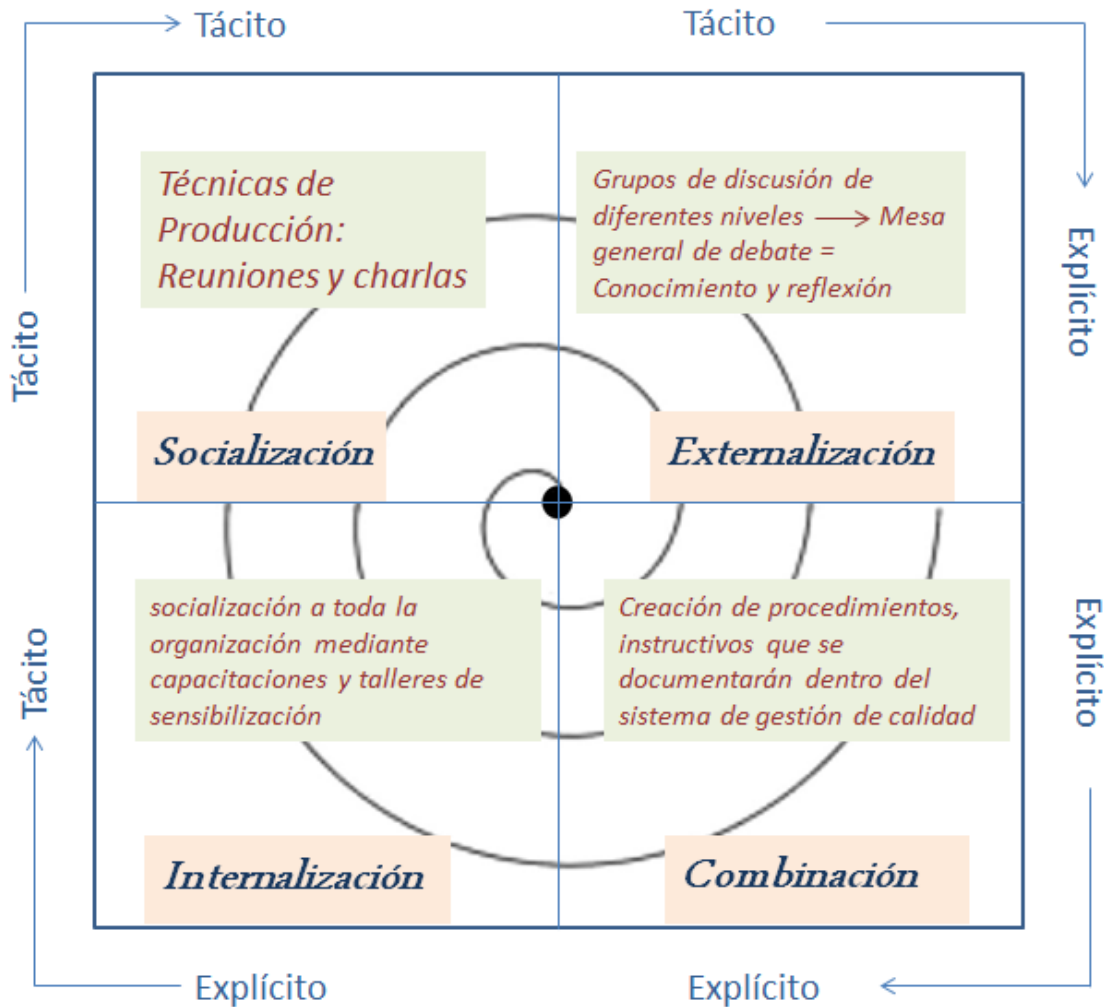 Tácito
Tácito
Tácito
Explícito
Técnicas de
Producción:
Reuniones y charlas
Grupos de discusión de
diferentes niveles → Mesa
general de debate =
Conocimiento y reflexión
Socialización
Externalización
Tácito
Explícito
socialización a toda la
organización mediante
capacitaciones y talleres de
sensibilización
Creación de procedimientos,
instructivos que se
documentarán dentro del
sistema de gestión de calidad
Internalización
Combinación
Explícito
Explícito